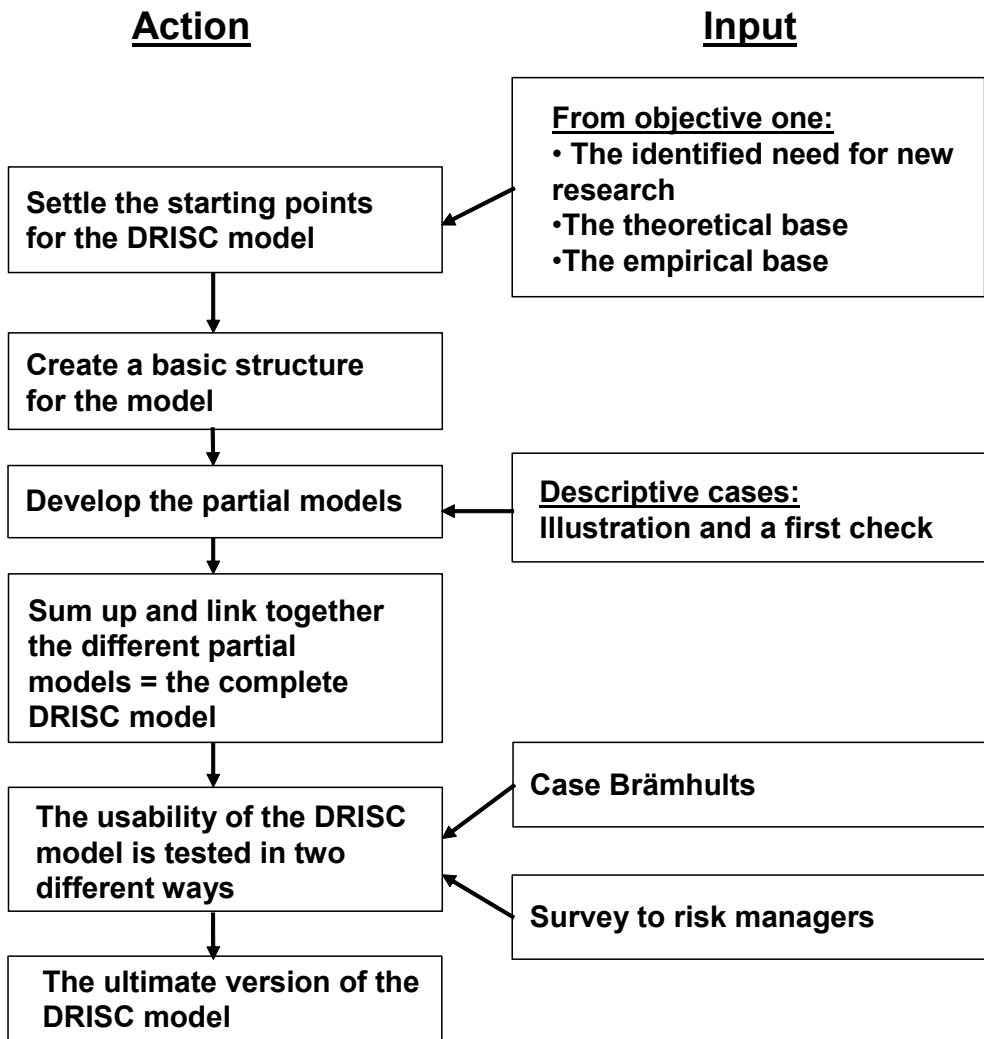 Action
Input
From objective one:
• The identified need for new
research
•The theoretical base
•The empirical base
Settle the starting points
for the DRISC model
Create a basic structure
for the model
Develop the partial models
Descriptive cases:
Illustration and a first check
Sum up and link together
the different partial
models = the complete
DRISC model
Case Brämhults
The usability of the DRISC
model is tested in two
different ways
Survey to risk managers
The ultimate version of the
DRISC model